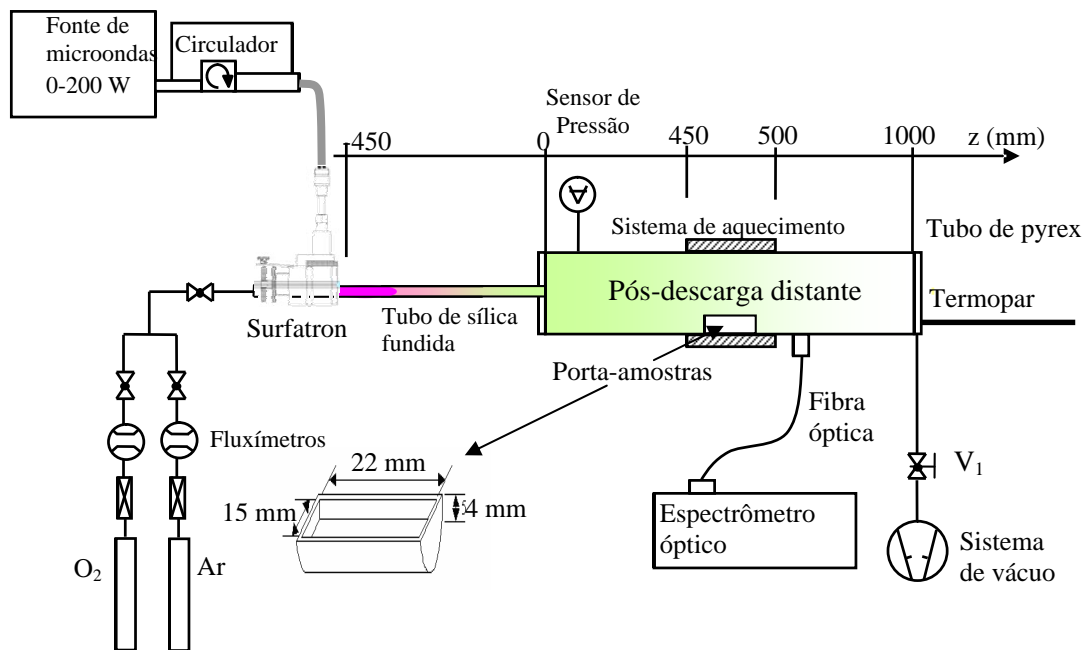 Fonte de
microondas
0-200 W
Circulador
Sensor de
Pressão
-450
0
450
500
1000
z (mm)
Sistema de aquecimento
Tubo de pyrex
Pós-descarga distante
Termopar
Surfatron
Tubo de sílica
fundida
Porta-amostras
Fibra
óptica
Fluxímetros
22 mm
15 mm
4 mm
V1
Espectrômetro
óptico
Sistema
de vácuo
O2
Ar